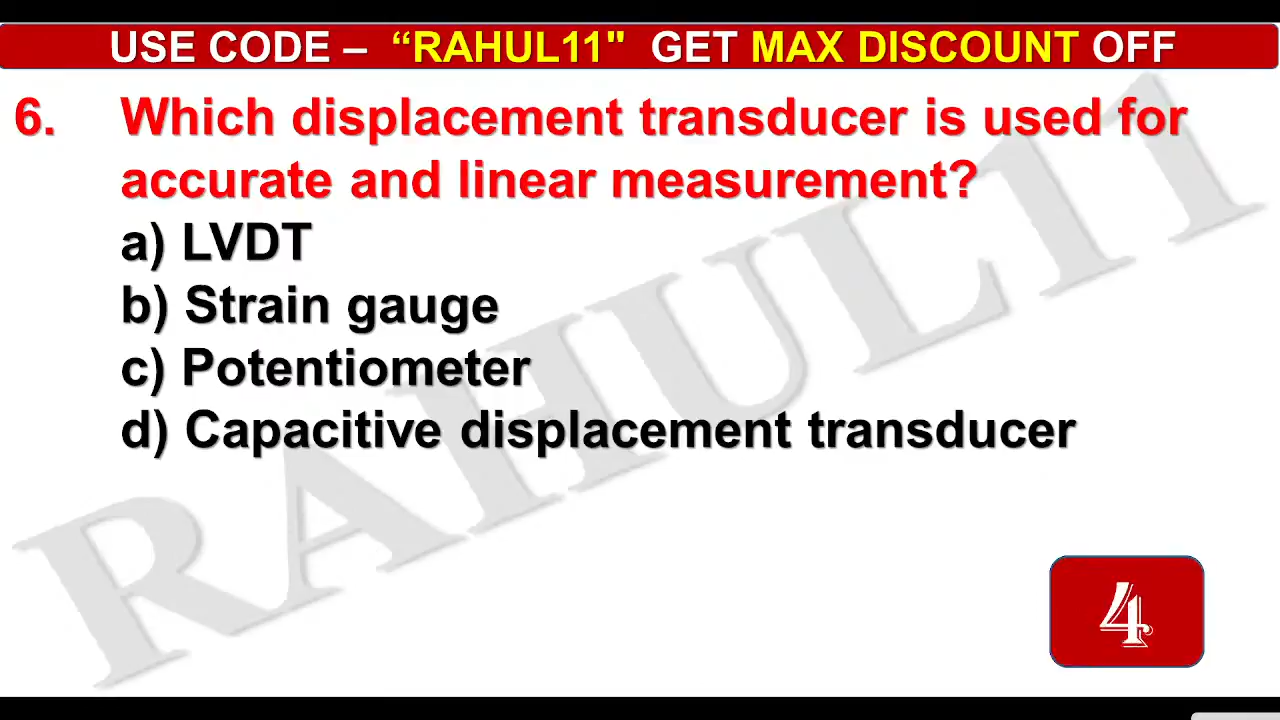 USE CODE – “RAHUL11" GET MAX DISCOUNT OFF
6. Which displacement transducer is used for
accurate and linear measurement?
a) LVDT
b) Strain gauge
c) Potentiometer
d) Capacitive displacement transducer
RAHUL11
4